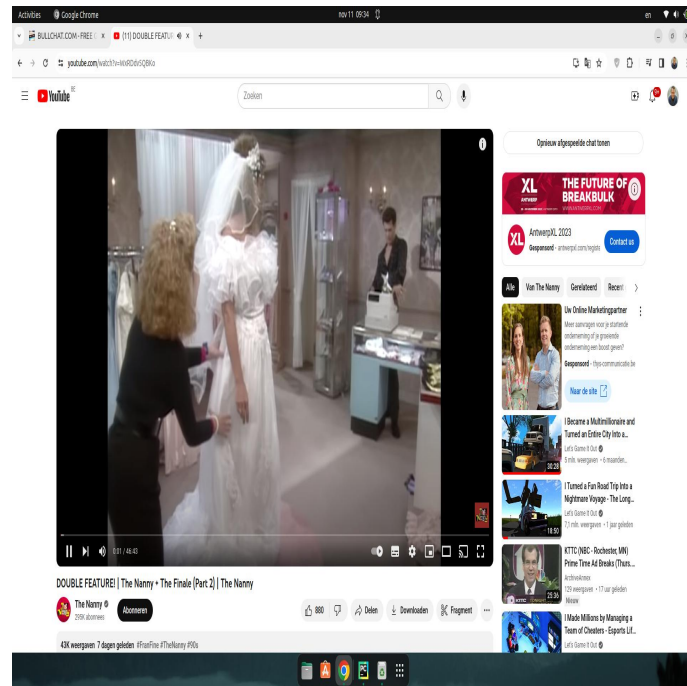 Activities Google Chrome nov 11 09:34 en
BULLCHAT.COM - FREE (11) DOUBLE FEATUR
youtube.com/watch?v=
YouTube BE Zoeken 9+
Opnieuw afgespeelde chat tonen
XL ANTWERP THE FUTURE OF BREAKBULK
XL AntwerpXL 2023
Gesponsord · antwerpxl.com/registe
Contact us
Alle Van The Nanny Gerelateerd Recent
Uw Online Marketingpartner
Meer aanvragen voor je startende
onderneming of je groeiende
onderneming een boost geven?
Gesponsord · thys-communicatie.be
Naar de site
I Became a Multimillionaire and
Turned an Entire City Into a...
Let's Game It Out
5 mln. weergaven • 6 maanden...
30:28
I Turned a Fun Road Trip Into a
Nightmare Voyage - The Long...
Let's Game It Out
7,1 mln. weergaven • 1 jaar geleden
18:50
KTTC (NBC - Rochester, MN)
Prime Time Ad Breaks (Thurs....
ArchiveAnnex
129 weergaven • 17 uur geleden
Nieuw
25:36
I Made Millions by Managing a
Team of Cheaters - Esports Lif...
Let's Game It Out
0:01 / 46:43
DOUBLE FEATURE! | The Nanny + The Finale (Part 2) | The Nanny
The Nanny
295K abonnees
Abonneren
880 Delen Downloaden Fragment
43K weergaven 7 dagen geleden #FranFine #TheNanny #90s